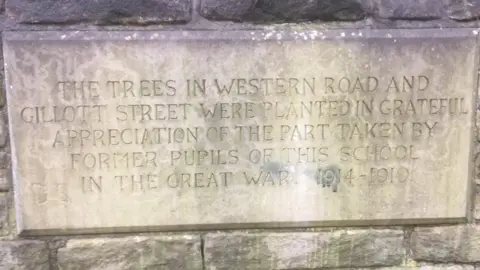 THE TREES IN WESTERN ROAD AND
GILLOTT STREET WERE PLANTED IN GRATEFUL
APPRECIATION OF THE PART TAKEN BY
FORMER PUPILS OF THIS SCHOOL
IN THE GREAT WAR. 1914-1919.